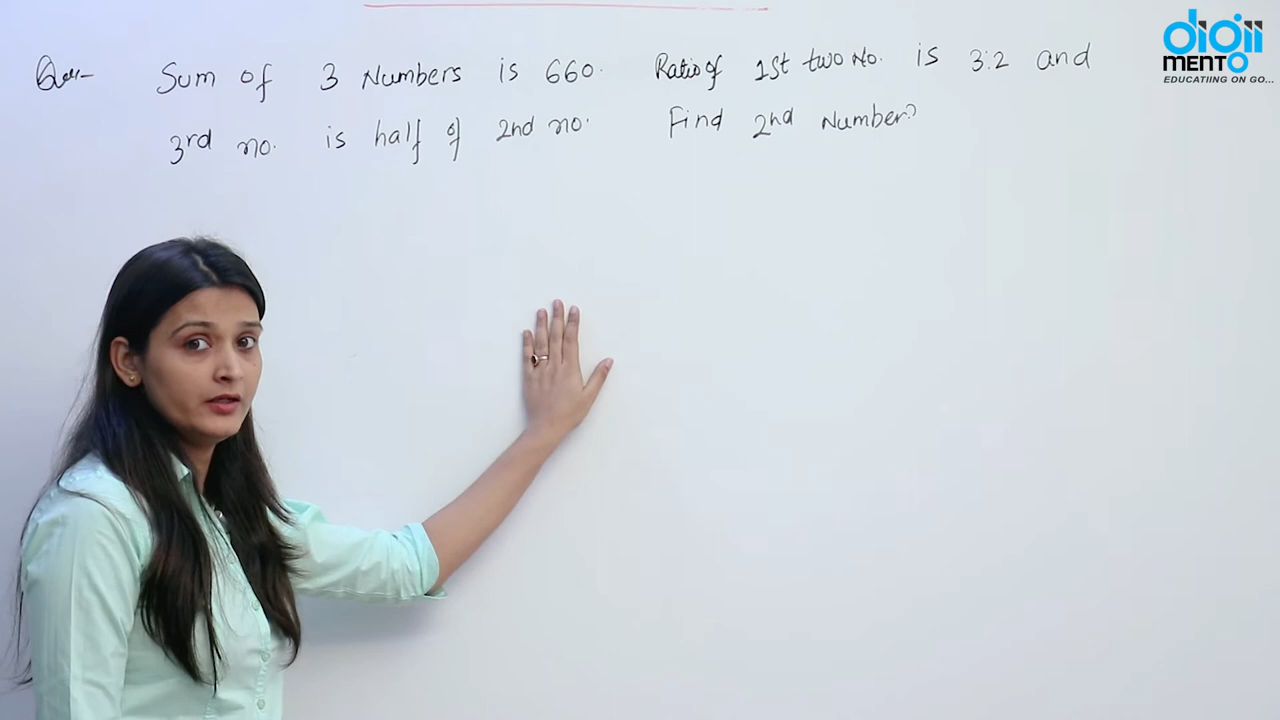 Ques- Sum of 3 Numbers is 660. Ratio of 1st two No. is 3:2 and
3rd no. is half of 2nd no. Find 2nd Number?
digii
MENTO
EDUCATIING ON GO...